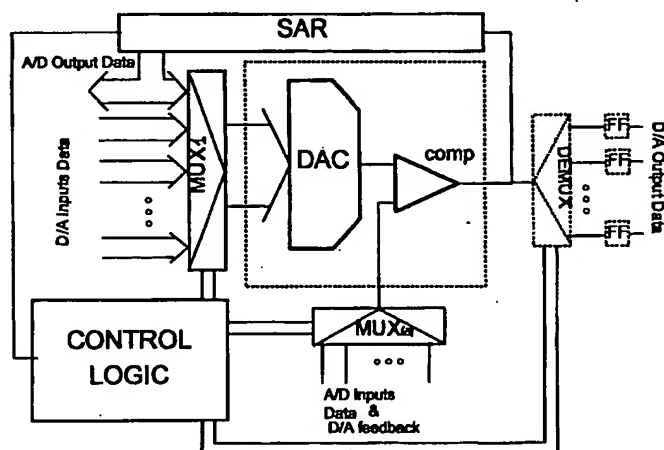 SAR
A/D Output Data
D/A Inputs Data
MUX1
DAC
comp
DEMUX
FF
FF
FF
D/A Output Data
CONTROL
LOGIC
MUX
A/D Inputs
Data &
D/A feedback